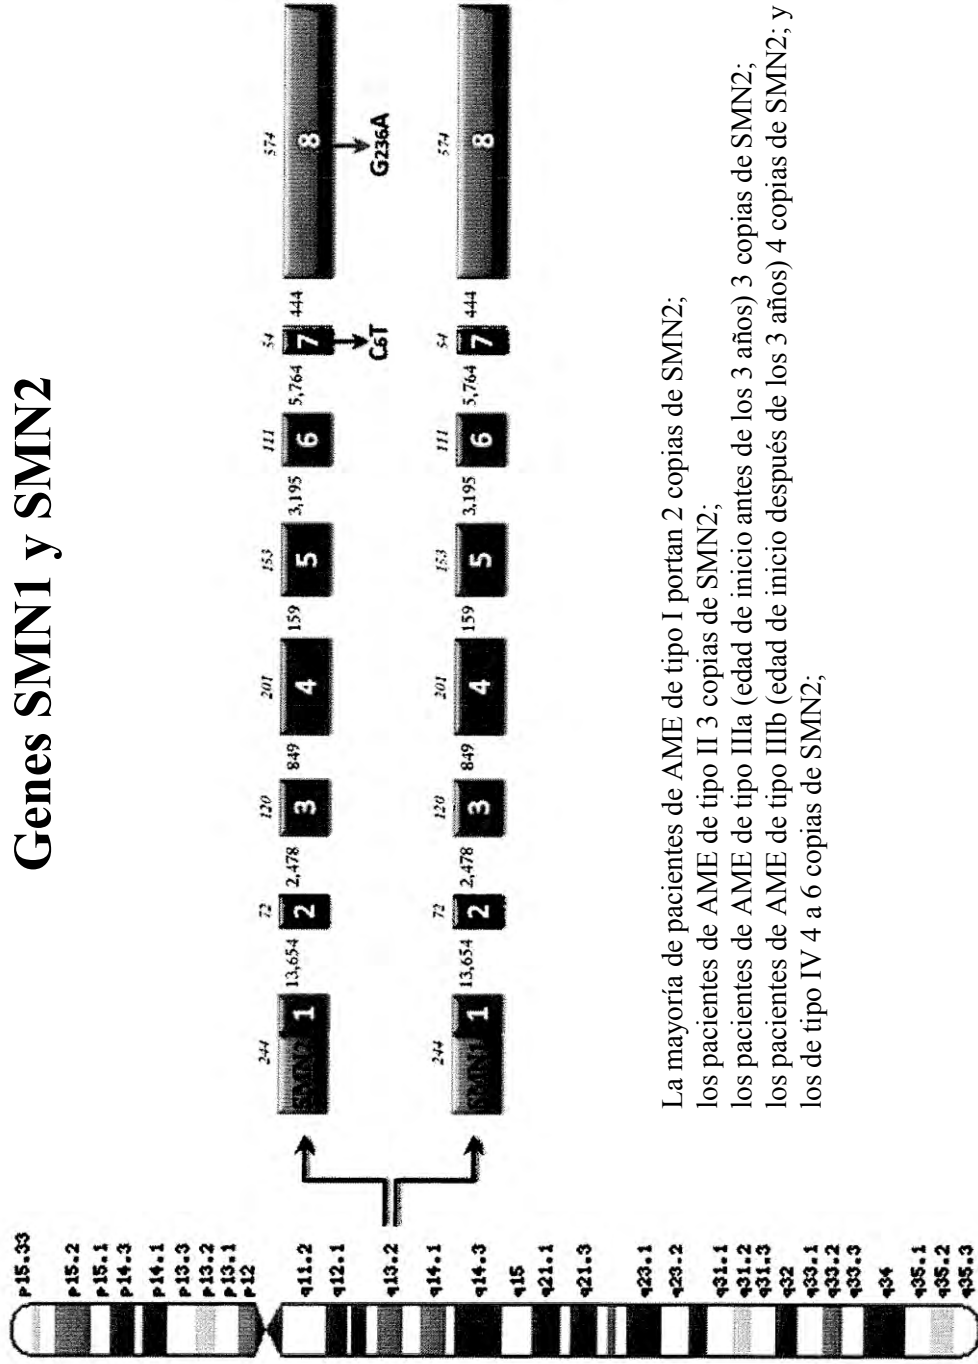 Genes SMN1 y SMN2
p15.33
p15.2
p15.1
p14.3
p14.1
p13.3
p13.2
p13.1
p12
q11.2
q12.1
q13.2
q14.1
q14.3
q15
q21.1
q21.3
q23.1
q23.2
q31.1
q31.2
q31.3
q32
q33.1
q33.2
q33.3
q34
q35.1
q35.2
q35.3
244 72 120 201 153 111 54 574
SMN2 1 13,654 2 2,478 3 849 4 159 5 3,195 6 5,764 7 444 8
C6T G236A
244 72 120 201 153 111 54 574
SMN1 1 13,654 2 2,478 3 849 4 159 5 3,195 6 5,764 7 444 8
La mayoría de pacientes de AME de tipo I portan 2 copias de SMN2;
los pacientes de AME de tipo II 3 copias de SMN2;
los pacientes de AME de tipo IIIa (edad de inicio antes de los 3 años) 3 copias de SMN2;
los pacientes de AME de tipo IIIb (edad de inicio después de los 3 años) 4 copias de SMN2; y
los de tipo IV 4 a 6 copias de SMN2;